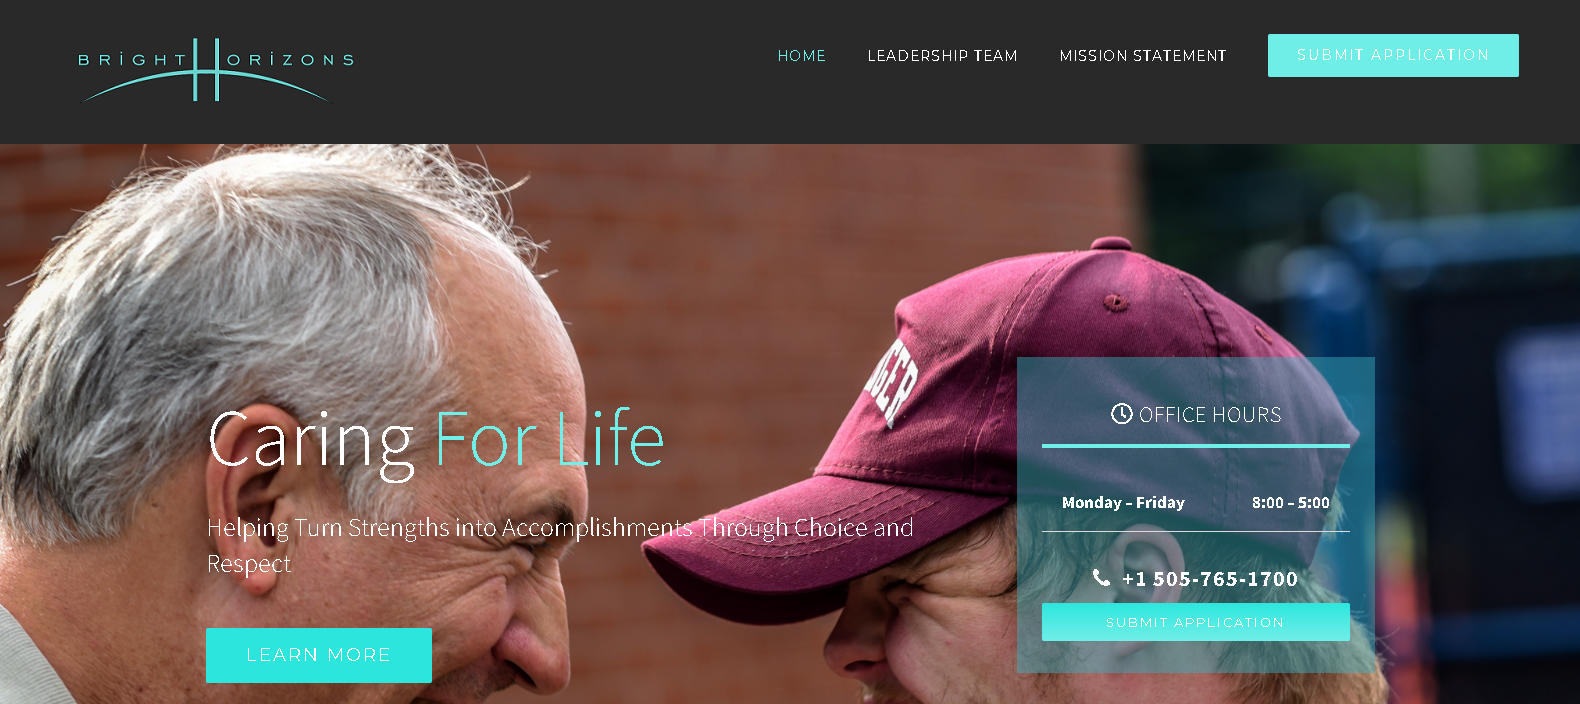 BRIGHT HORIZONS
HOME
LEADERSHIP TEAM
MISSION STATEMENT
SUBMIT APPLICATION
Caring For Life
Helping Turn Strengths into Accomplishments Through Choice and
Respect
LEARN MORE
OFFICE HOURS
Monday – Friday 8:00 – 5:00
+1 505-765-1700
SUBMIT APPLICATION